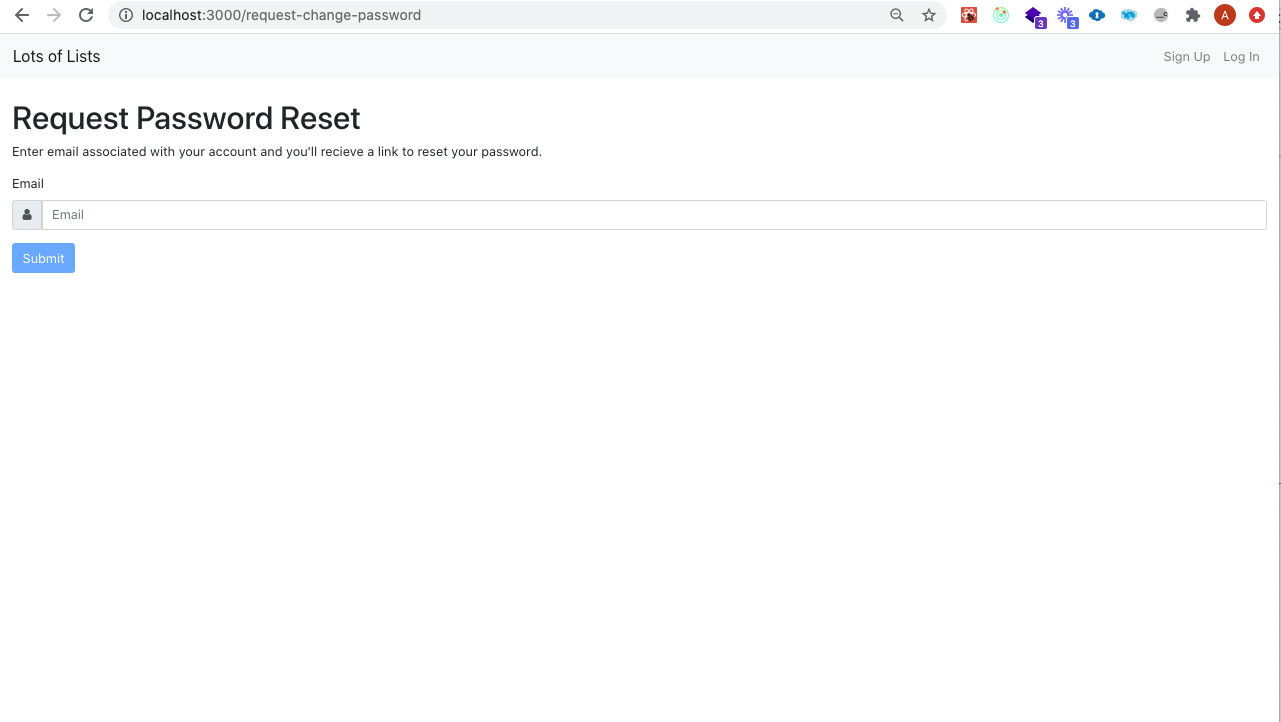 localhost:3000/request-change-password
3
3
A
Lots of Lists
Sign Up
Log In
Request Password Reset
Enter email associated with your account and you'll recieve a link to reset your password.
Email
Email
Submit